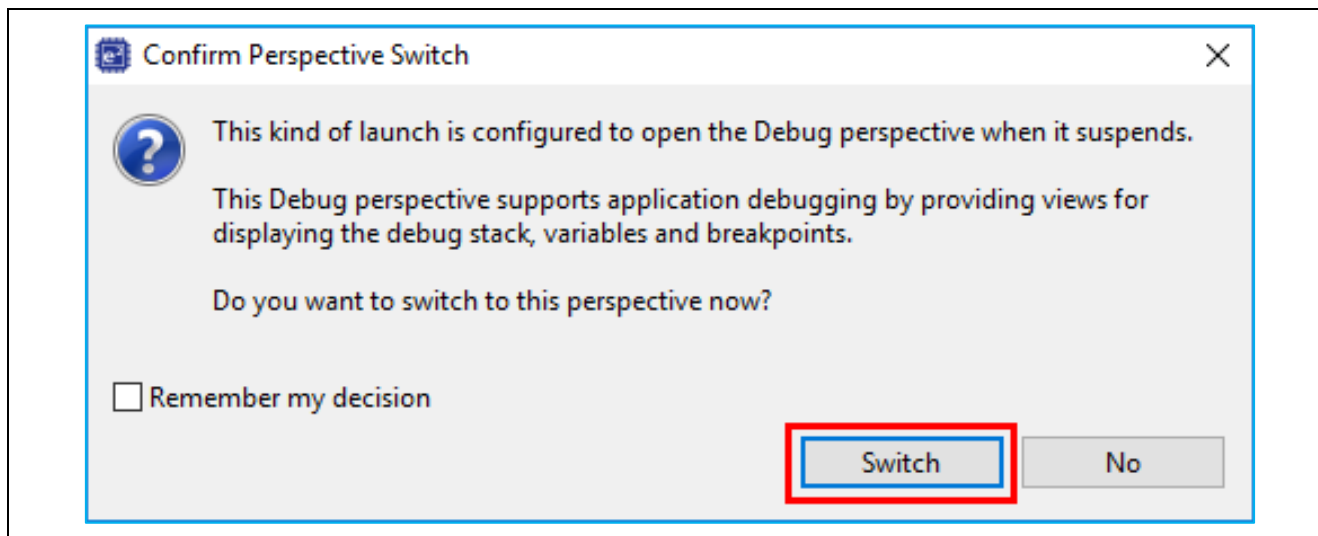 Confirm Perspective Switch
This kind of launch is configured to open the Debug perspective when it suspends.
This Debug perspective supports application debugging by providing views for
displaying the debug stack, variables and breakpoints.
Do you want to switch to this perspective now?
Remember my decision
Switch
No